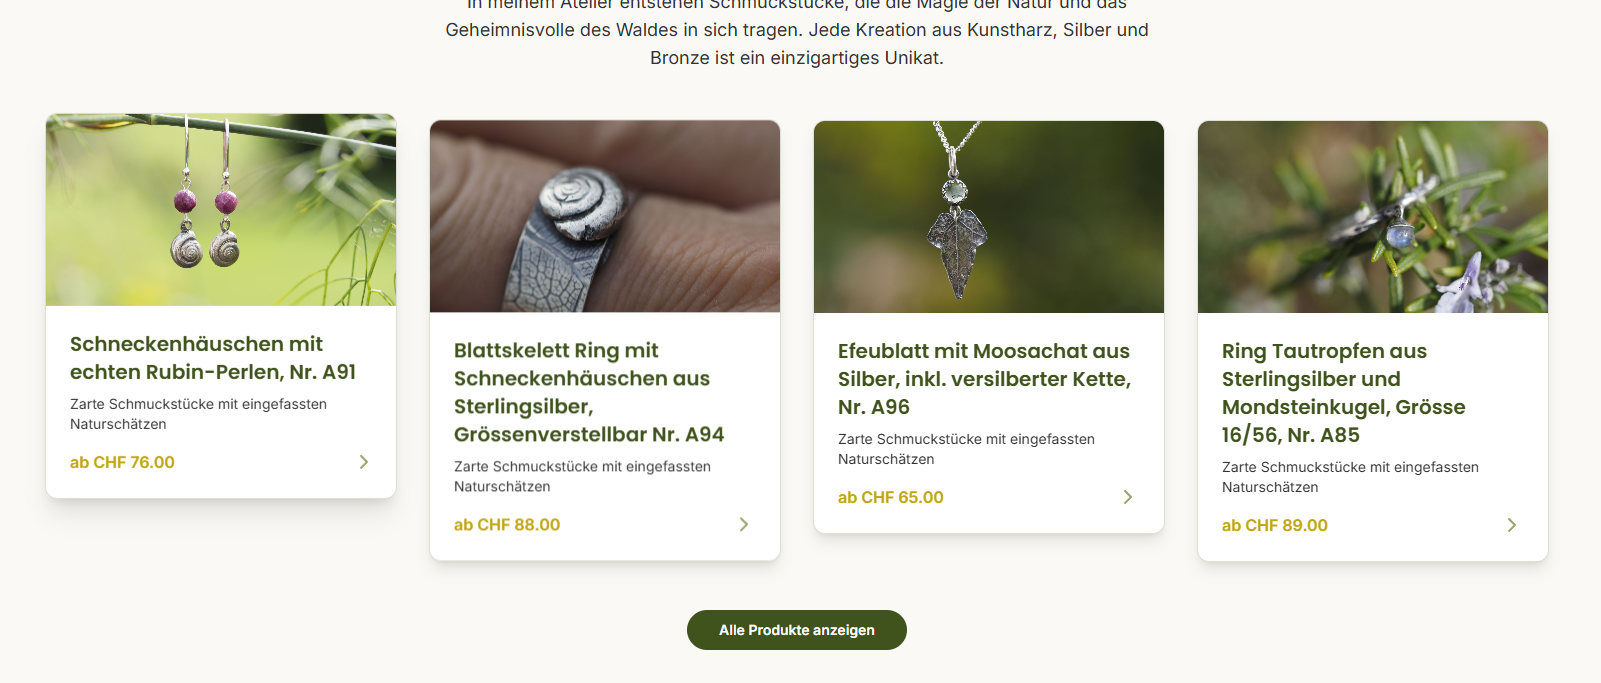 In meinem Atelier entstehen Schmuckstücke, die die Magie der Natur und das
Geheimnisvolle des Waldes in sich tragen. Jede Kreation aus Kunstharz, Silber und
Bronze ist ein einzigartiges Unikat.
Schneckenhäuschen mit
echten Rubin-Perlen, Nr. A91
Zarte Schmuckstücke mit eingefassten
Naturschätzen
ab CHF 76.00
Blattskelett Ring mit
Schneckenhäuschen aus
Sterlingsilber,
Grössenverstellbar Nr. A94
Zarte Schmuckstücke mit eingefassten
Naturschätzen
ab CHF 88.00
Efeublatt mit Moosachat aus
Silber, inkl. versilberter Kette,
Nr. A96
Zarte Schmuckstücke mit eingefassten
Naturschätzen
ab CHF 65.00
Ring Tautropfen aus
Sterlingsilber und
Mondsteinkugel, Grösse
16/56, Nr. A85
Zarte Schmuckstücke mit eingefassten
Naturschätzen
ab CHF 89.00
Alle Produkte anzeigen